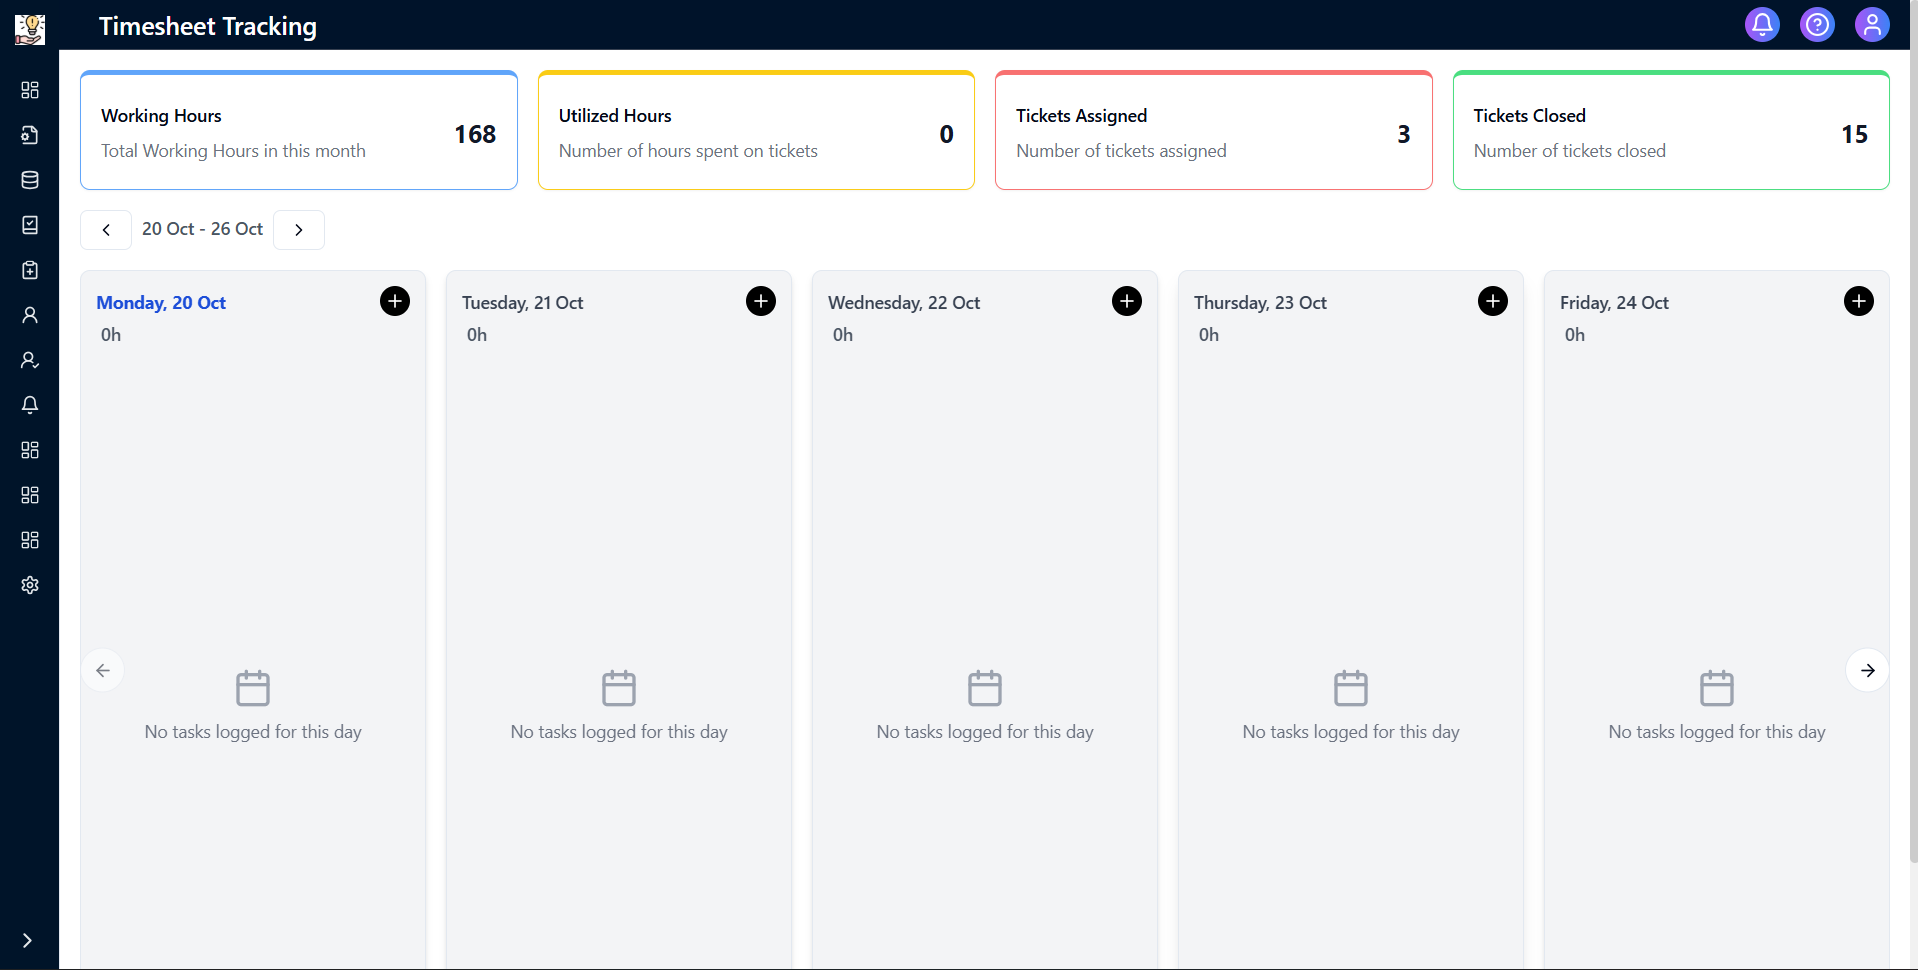 Timesheet Tracking
Working Hours
Total Working Hours in this month
168
Utilized Hours
Number of hours spent on tickets
0
Tickets Assigned
Number of tickets assigned
3
Tickets Closed
Number of tickets closed
15
20 Oct - 26 Oct
Monday, 20 Oct
0h
No tasks logged for this day
Tuesday, 21 Oct
0h
No tasks logged for this day
Wednesday, 22 Oct
0h
No tasks logged for this day
Thursday, 23 Oct
0h
No tasks logged for this day
Friday, 24 Oct
0h
No tasks logged for this day